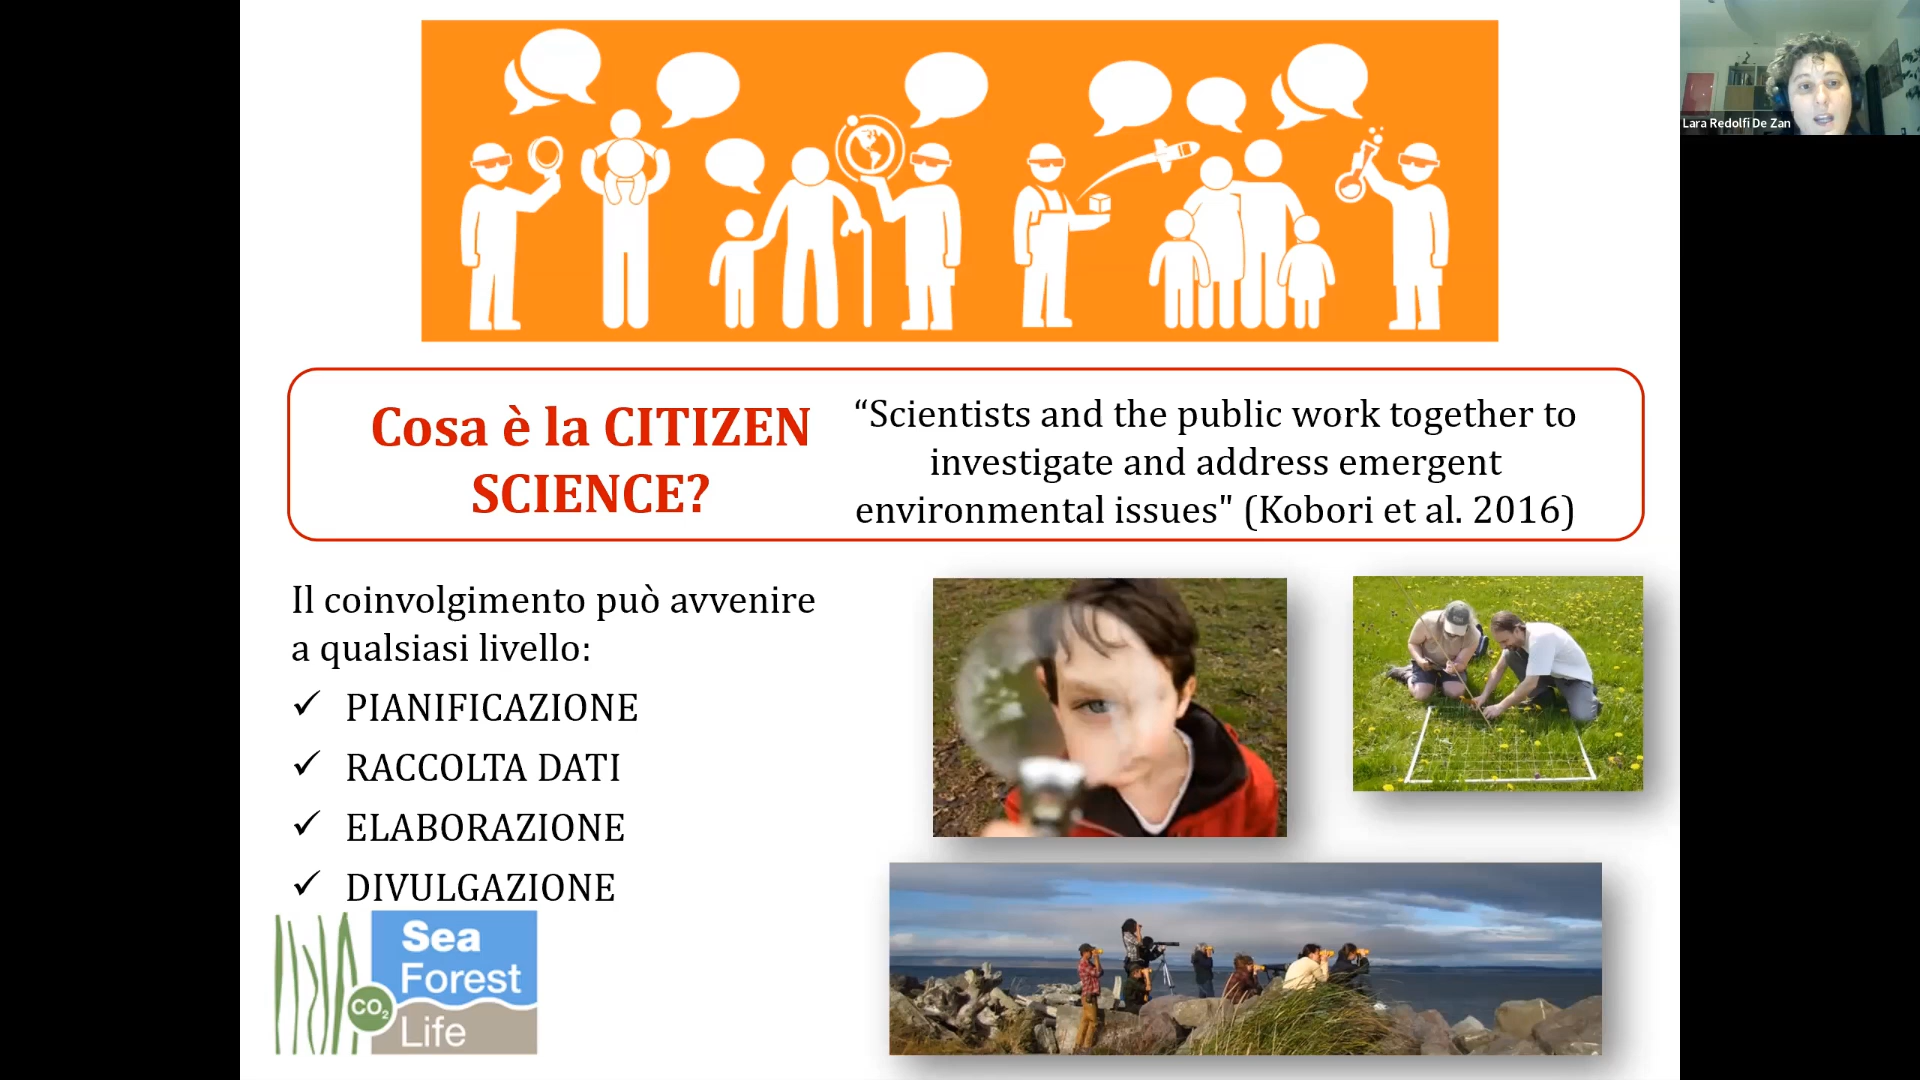 Lara Redolfi De Zan
Cosa è la CITIZEN
SCIENCE?
“Scientists and the public work together to
investigate and address emergent
environmental issues" (Kobori et al. 2016)
Il coinvolgimento può avvenire
a qualsiasi livello:
✓ PIANIFICAZIONE
✓ RACCOLTA DATI
✓ ELABORAZIONE
✓ DIVULGAZIONE
Sea
Forest
CO₂
Life